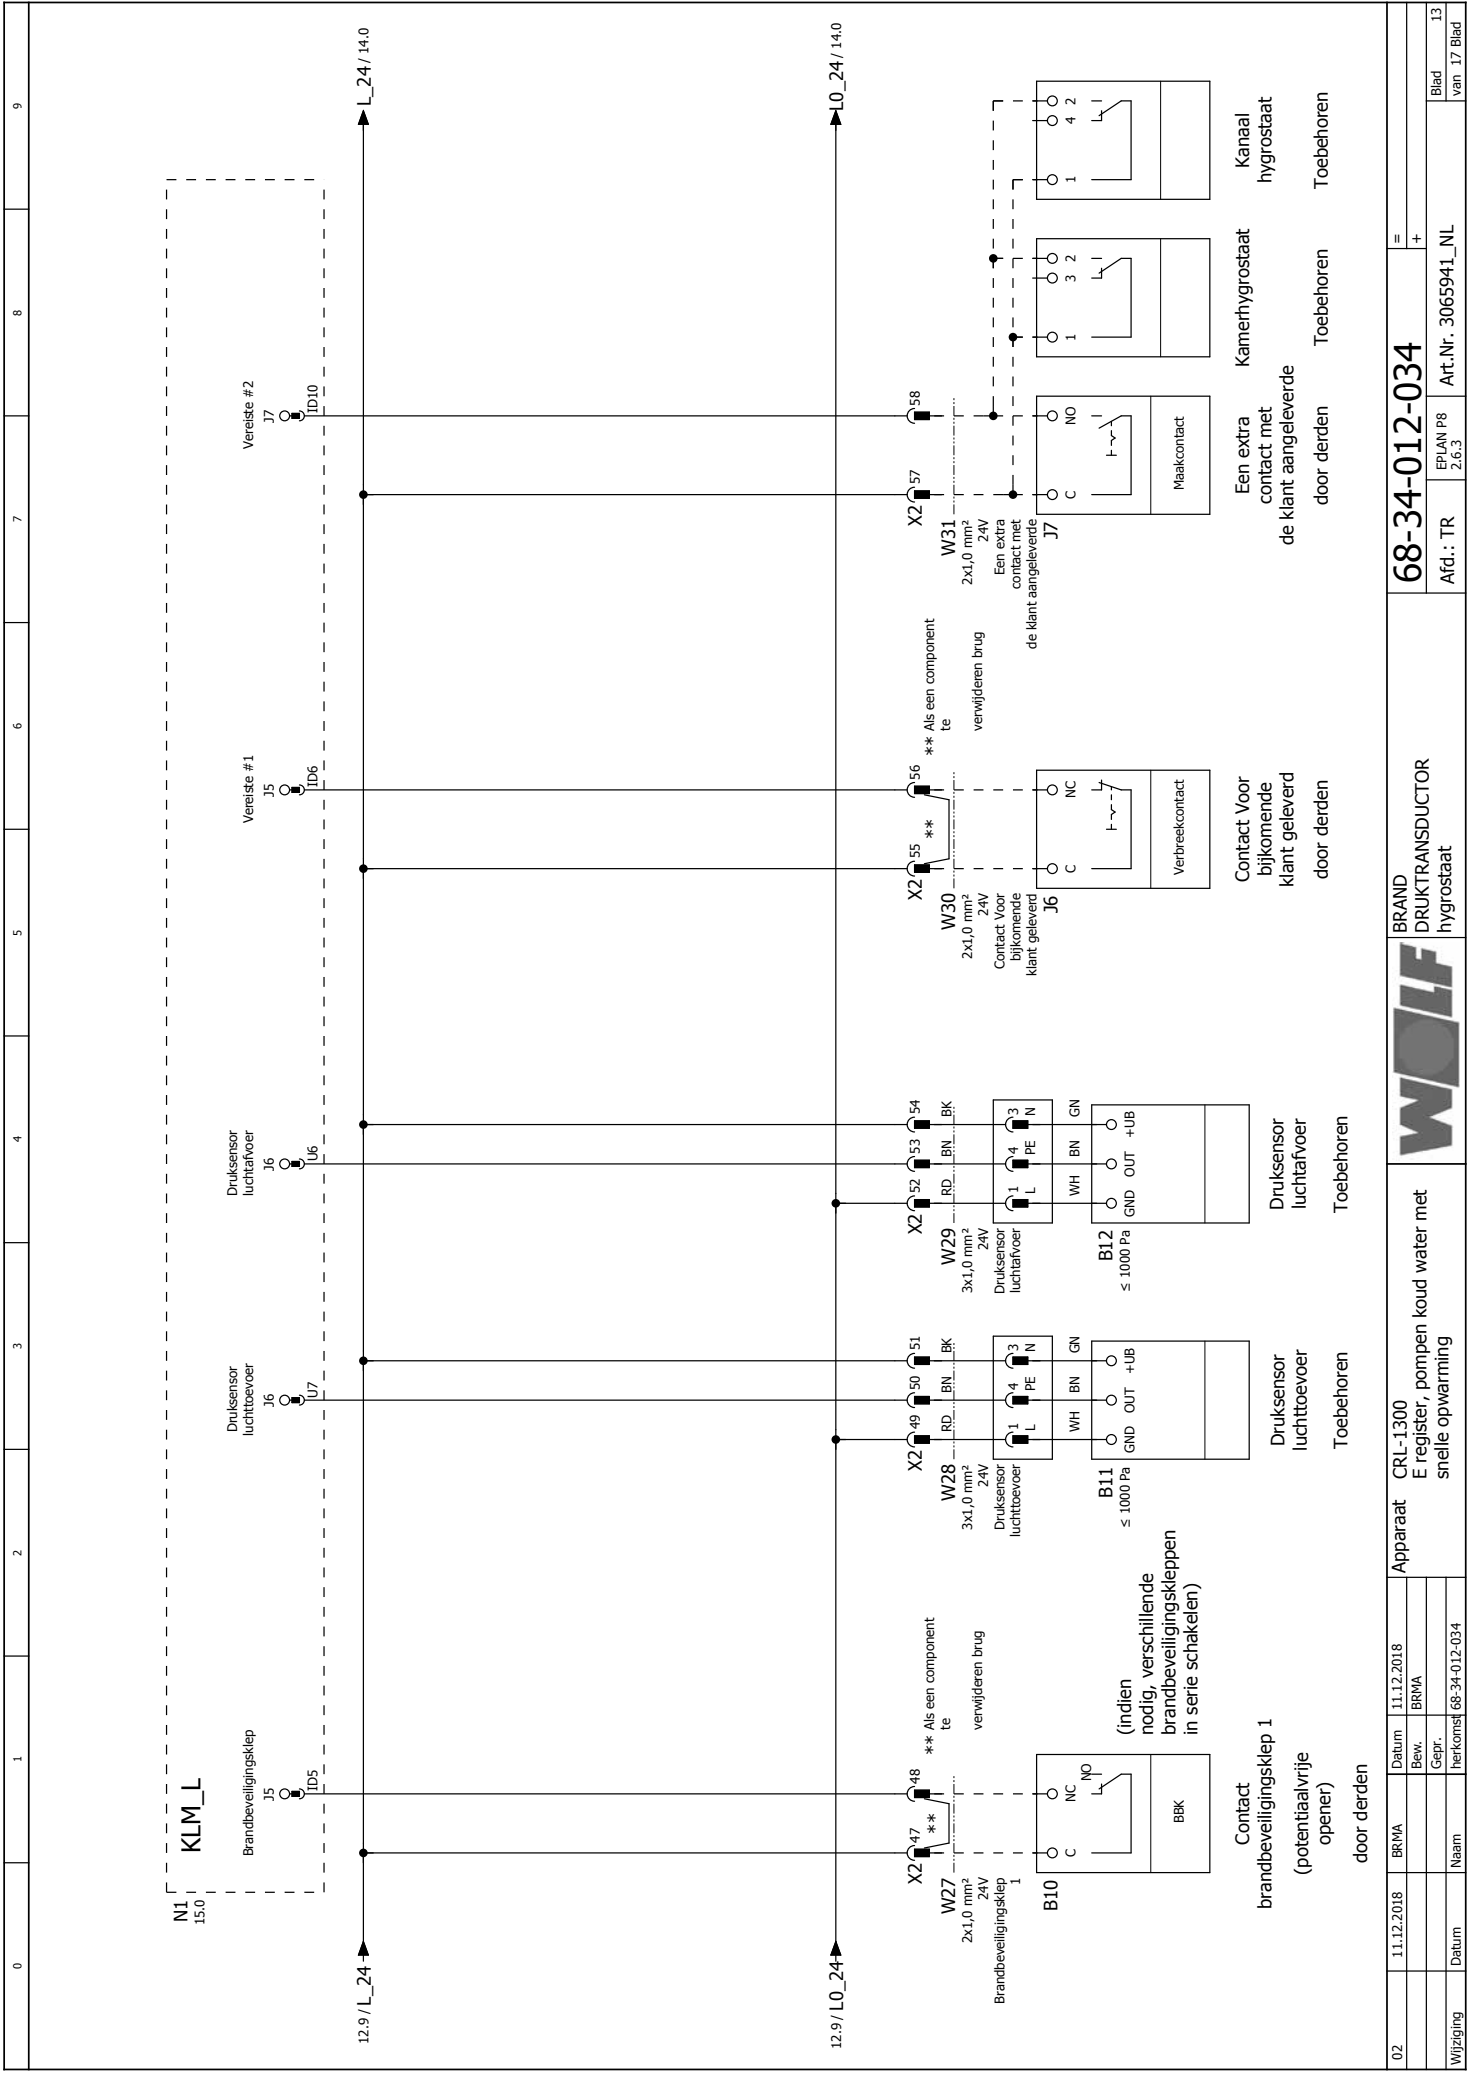 0
1
2
3
4
5
6
7
8
9
N1
15.0
KLM_L
Brandbeveiligingsklep
J5
ID5
Druksensor
luchttoevoer
J6
U7
Druksensor
luchtafvoer
J6
U6
Vereiste #1
J5
ID6
Vereiste #2
J7
ID10
12.9 / L_24
L_24 / 14.0
12.9 / L0_24
L0_24 / 14.0
X2
47
48
**
** Als een component
te
verwijderen brug
W27
2x1,0 mm²
24V
Brandbeveiligingsklep
1
B10
C
NC
NO
BBK
(indien
nodig, verschillende
brandbeveiligingskleppen
in serie schakelen)
Contact
brandbeveiligingsklep 1
(potentiaalvrije
opener)
door derden
X2
49
50
51
RD
BN
BK
W28
3x1,0 mm²
24V
Druksensor
luchttoevoer
1
4
3
L
PE
N
WH
BN
GN
B11
≤ 1000 Pa
GND
OUT
+UB
Druksensor
luchttoevoer
Toebehoren
X2
52
53
54
RD
BN
BK
W29
3x1,0 mm²
24V
Druksensor
luchtafvoer
1
4
3
L
PE
N
WH
BN
GN
B12
≤ 1000 Pa
GND
OUT
+UB
Druksensor
luchtafvoer
Toebehoren
X2
55
56
**
** Als een component
te
verwijderen brug
W30
2x1,0 mm²
24V
Contact Voor
bijkomende
klant geleverd
J6
C
NC
Verbreekcontact
Contact Voor
bijkomende
klant geleverd
door derden
X2
57
58
W31
2x1,0 mm²
24V
Een extra
contact met
de klant aangeleverde
J7
C
NO
Maakcontact
Een extra
contact met
de klant aangeleverde
door derden
1
3
2
Kamerhygrostaat
Toebehoren
1
4
2
Kanaal
hygrostaat
Toebehoren
02
11.12.2018
BRMA
Wijziging
Datum
Naam
Datum
11.12.2018
Bew.
BRMA
Gepr.
herkomst
68-34-012-034
Apparaat
CRL-1300
E register, pompen koud water met
snelle opwarming
WOLF
BRAND
DRUKTRANSDUCTOR
hygrostaat
68-34-012-034
Afd.: TR
EPLAN P8
2.6.3
Art.Nr. 3065941_NL
=
+
Blad
13
van 17 Blad